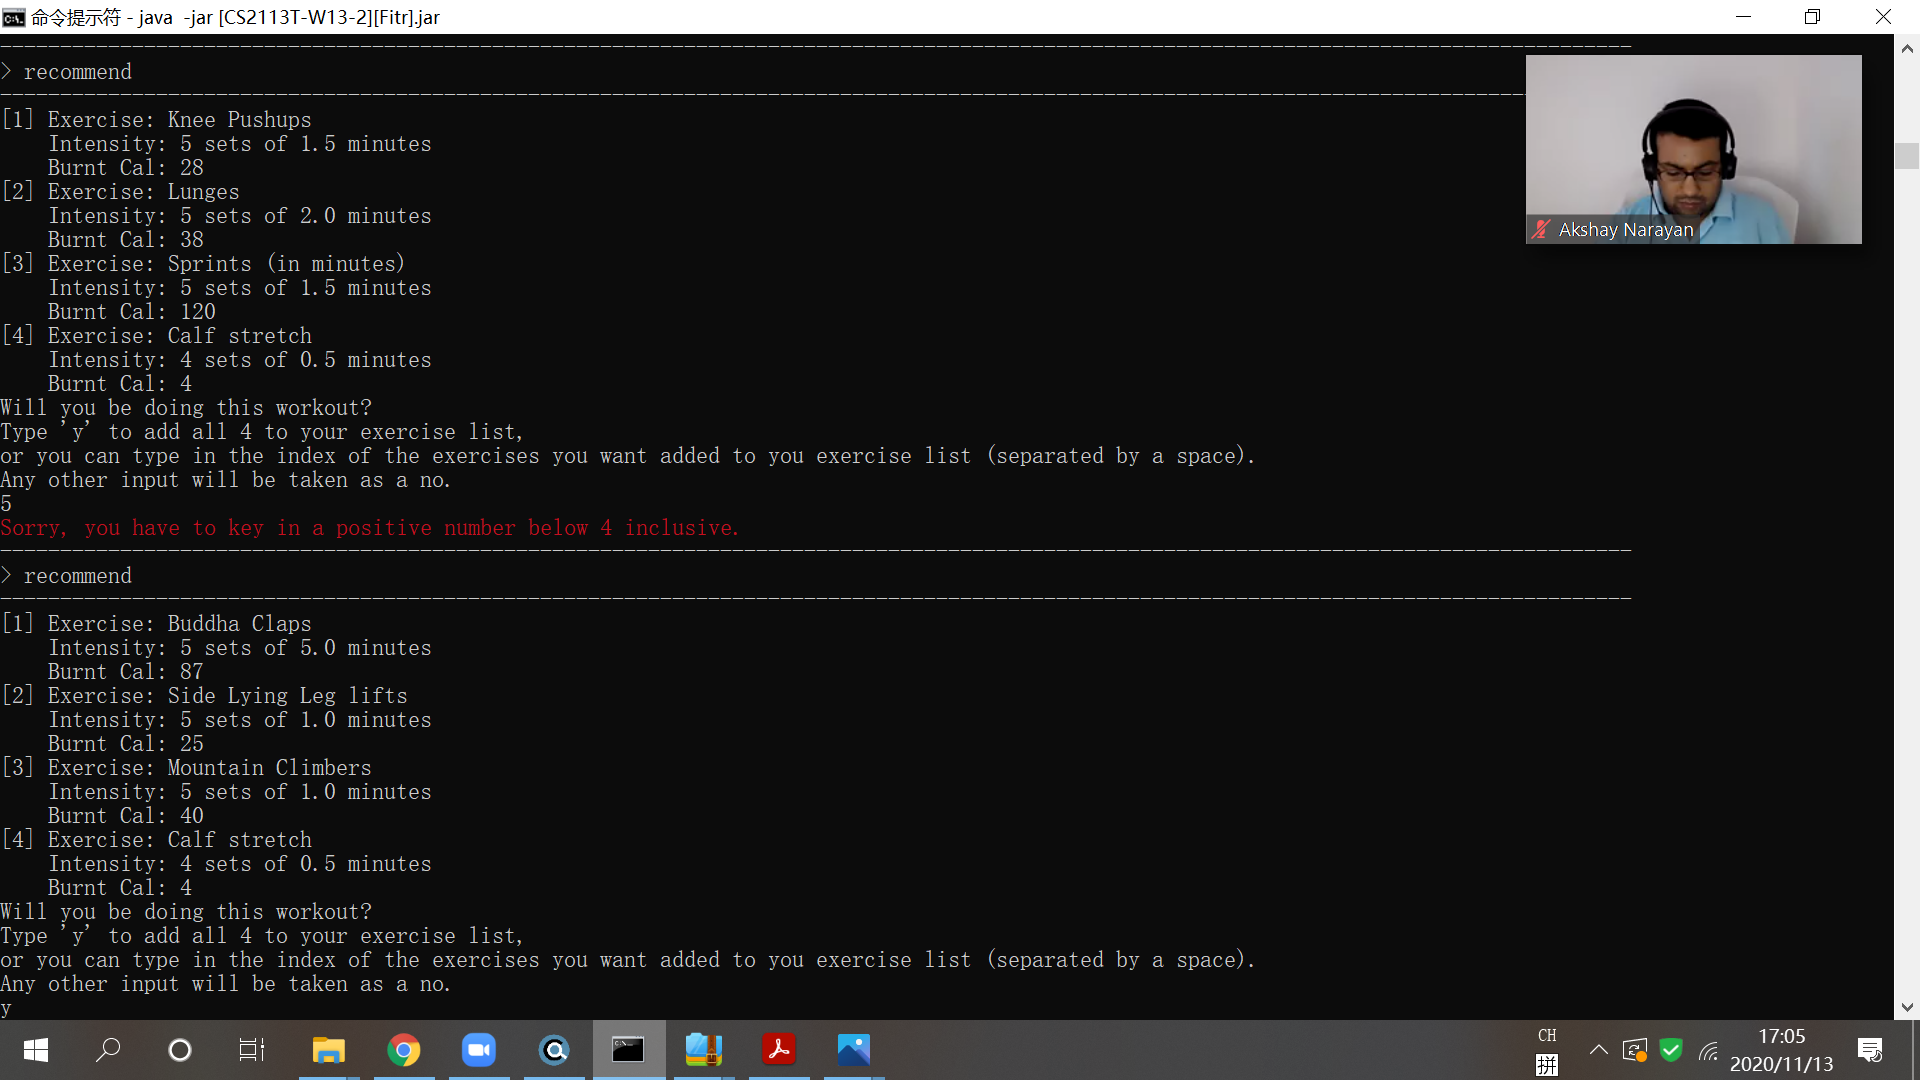 命令提示符 - java  -jar [CS2113T-W13-2][Fitr].jar
> recommend
[1] Exercise: Knee Pushups
Intensity: 5 sets of 1.5 minutes
Burnt Cal: 28
[2] Exercise: Lunges
Intensity: 5 sets of 2.0 minutes
Burnt Cal: 38
[3] Exercise: Sprints (in minutes)
Intensity: 5 sets of 1.5 minutes
Burnt Cal: 120
[4] Exercise: Calf stretch
Intensity: 4 sets of 0.5 minutes
Burnt Cal: 4
Will you be doing this workout?
Type 'y' to add all 4 to your exercise list,
or you can type in the index of the exercises you want added to you exercise list (separated by a space).
Any other input will be taken as a no.
5
Sorry, you have to key in a positive number below 4 inclusive.
> recommend
[1] Exercise: Buddha Claps
Intensity: 5 sets of 5.0 minutes
Burnt Cal: 87
[2] Exercise: Side Lying Leg lifts
Intensity: 5 sets of 1.0 minutes
Burnt Cal: 25
[3] Exercise: Mountain Climbers
Intensity: 5 sets of 1.0 minutes
Burnt Cal: 40
[4] Exercise: Calf stretch
Intensity: 4 sets of 0.5 minutes
Burnt Cal: 4
Will you be doing this workout?
Type 'y' to add all 4 to your exercise list,
or you can type in the index of the exercises you want added to you exercise list (separated by a space).
Any other input will be taken as a no.
y
Akshay Narayan
CH
拼
17:05
2020/11/13